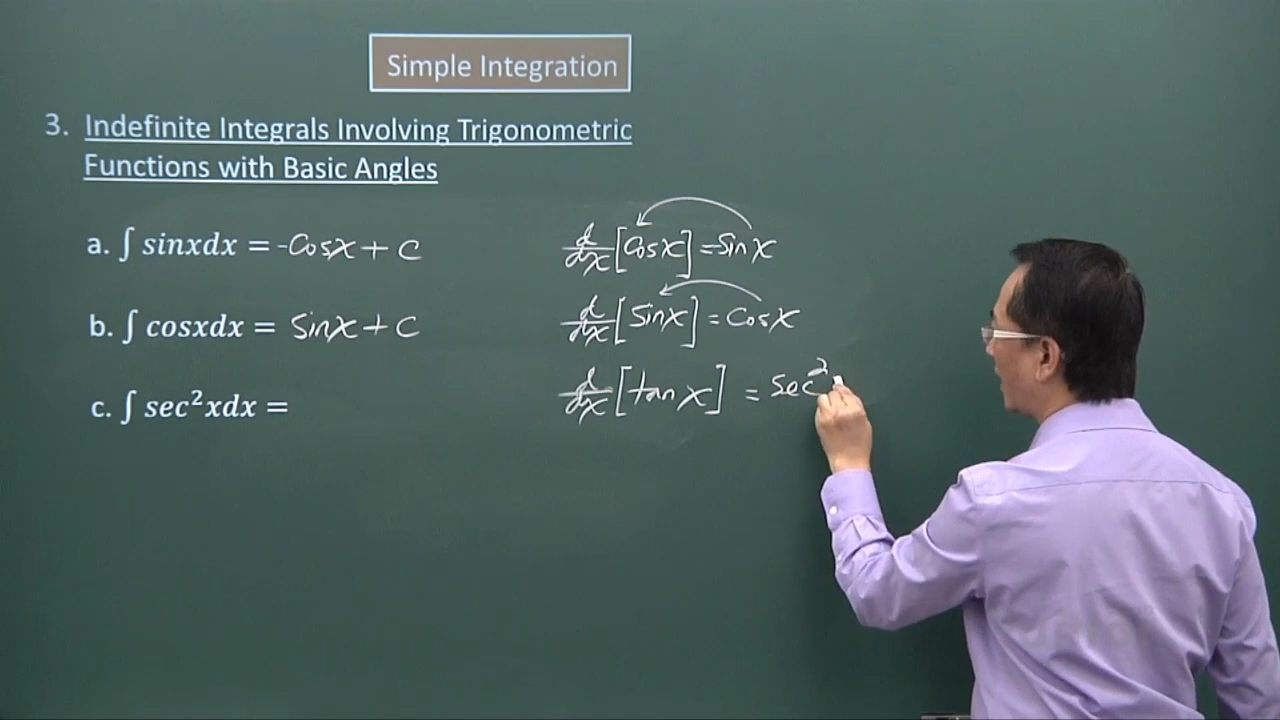 Simple Integration
3. Indefinite Integrals Involving Trigonometric
Functions with Basic Angles
a. ∫ sinxdx = -Cosx + C
d/dx [Cosx] = Sinx
b. ∫ cosxdx = Sinx + C
d/dx [Sinx] = Cosx
c. ∫ sec²xdx =
d/dx [tanx] = Sec²